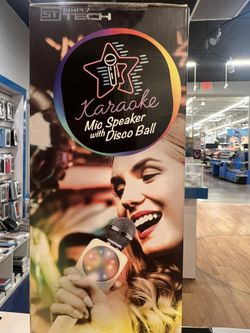 ST SIMPLY
TECH
Karaoke
Mic Speaker
with Disco Ball